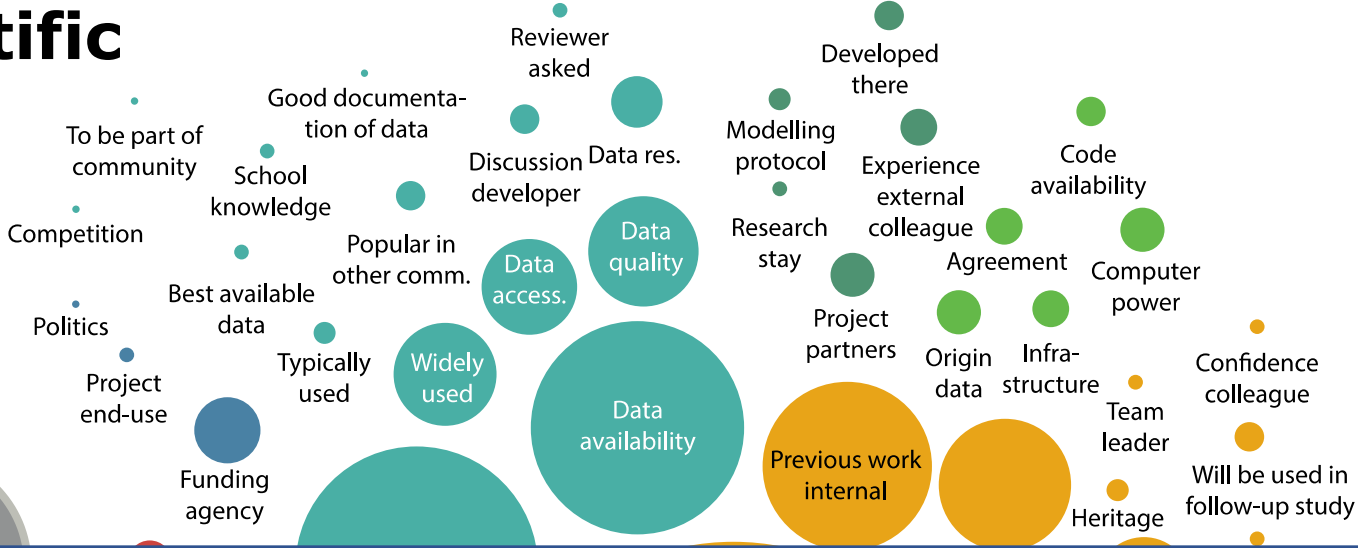 tific
Reviewer
asked
Developed
there
Good documenta-
tion of data
To be part of
community
School
knowledge
Discussion
developer
Data res.
Modelling
protocol
Experience
external
colleague
Code
availability
Competition
Popular in
other comm.
Data
access.
Data
quality
Research
stay
Agreement
Computer
power
Best available
data
Politics
Project
end-use
Typically
used
Widely
used
Data
availability
Project
partners
Origin
data
Infra-
structure
Confidence
colleague
Team
leader
Funding
agency
Previous work
internal
Heritage
Will be used in
follow-up study